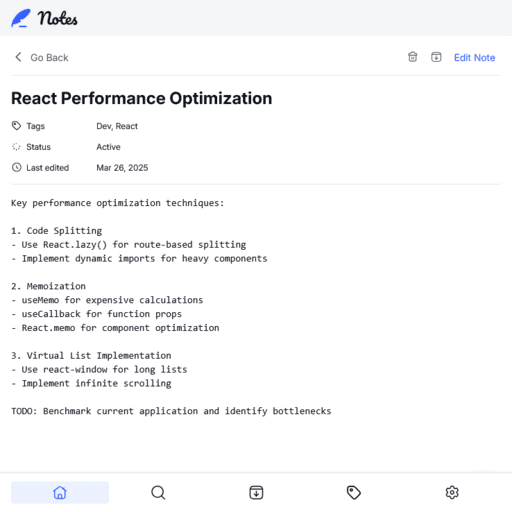 Notes
Go Back
Edit Note
React Performance Optimization
Tags Dev, React
Status Active
Last edited Mar 26, 2025
Key performance optimization techniques:
1. Code Splitting
- Use React.lazy() for route-based splitting
- Implement dynamic imports for heavy components
2. Memoization
- useMemo for expensive calculations
- useCallback for function props
- React.memo for component optimization
3. Virtual List Implementation
- Use react-window for long lists
- Implement infinite scrolling
TODO: Benchmark current application and identify bottlenecks